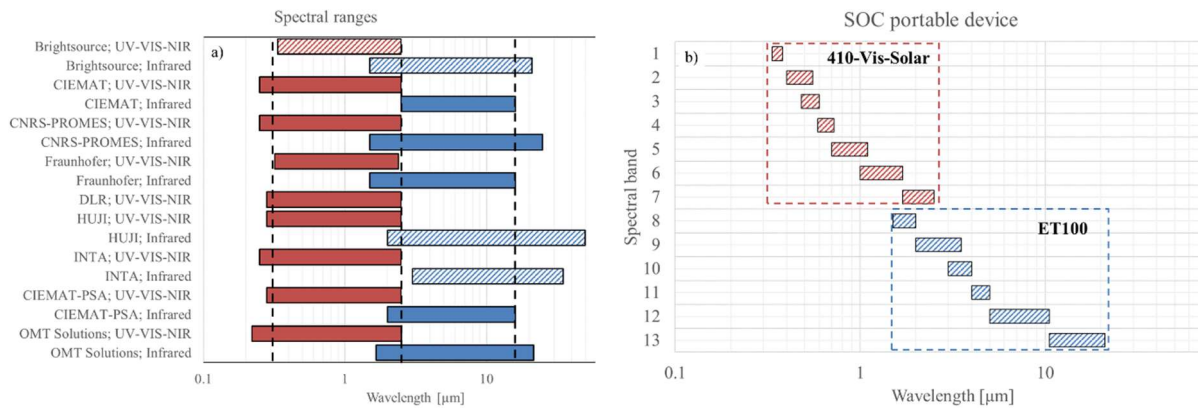 Spectral ranges
a)
Brightsource; UV-VIS-NIR
Brightsource; Infrared
CIEMAT; UV-VIS-NIR
CIEMAT; Infrared
CNRS-PROMES; UV-VIS-NIR
CNRS-PROMES; Infrared
Fraunhofer; UV-VIS-NIR
Fraunhofer; Infrared
DLR; UV-VIS-NIR
HUJI; UV-VIS-NIR
HUJI; Infrared
INTA; UV-VIS-NIR
INTA; Infrared
CIEMAT-PSA; UV-VIS-NIR
CIEMAT-PSA; Infrared
OMT Solutions; UV-VIS-NIR
OMT Solutions; Infrared
0.1 1 10
Wavelength [µm]
SOC portable device
b)
410-Vis-Solar
ET100
Spectral band
1
2
3
4
5
6
7
8
9
10
11
12
13
0.1 1 10
Wavelength [µm]